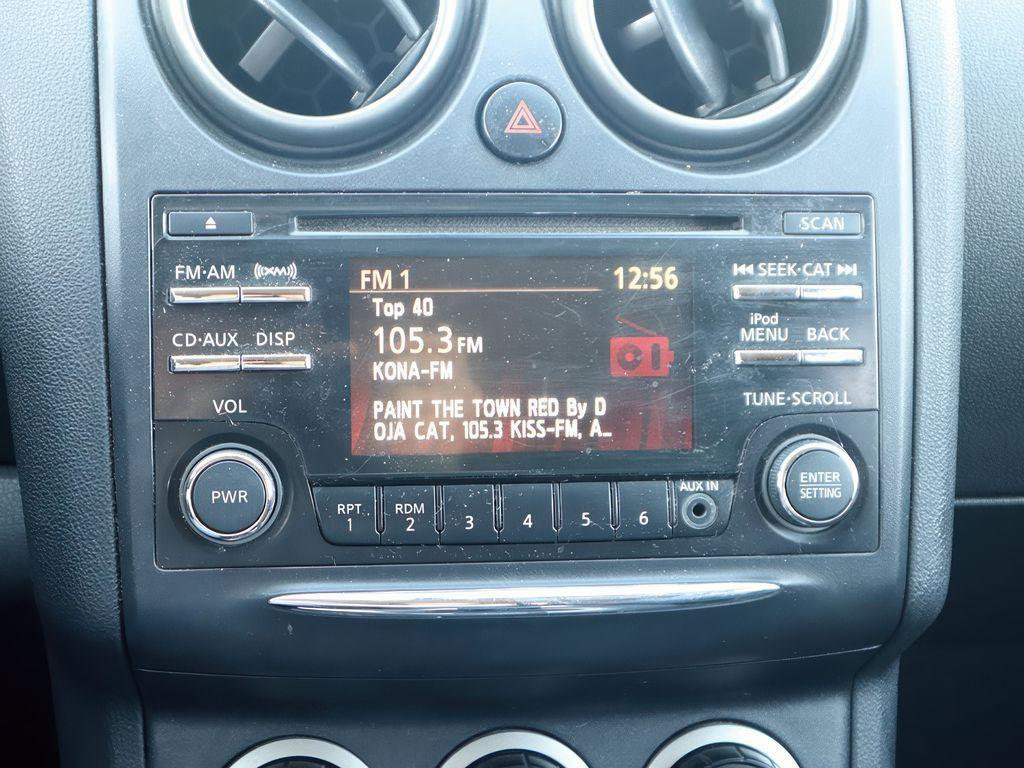 SCAN
FM·AM ((XM))
SEEK·CAT
CD·AUX DISP
iPod
MENU BACK
VOL
TUNE·SCROLL
FM 1 12:56
Top 40
105.3 FM
KONA-FM
PAINT THE TOWN RED By D
OJA CAT, 105.3 KISS-FM, A…
PWR
RPT
1
RDM
2
3
4
5
6
AUX IN
ENTER
SETTING